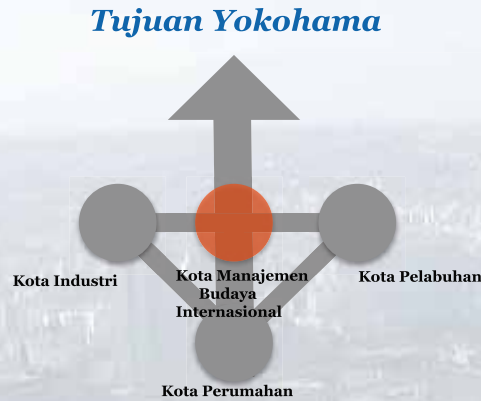 Tujuan Yokohama
Kota Industri
Kota Manajemen
Budaya
Internasional
Kota Pelabuhan
Kota Perumahan